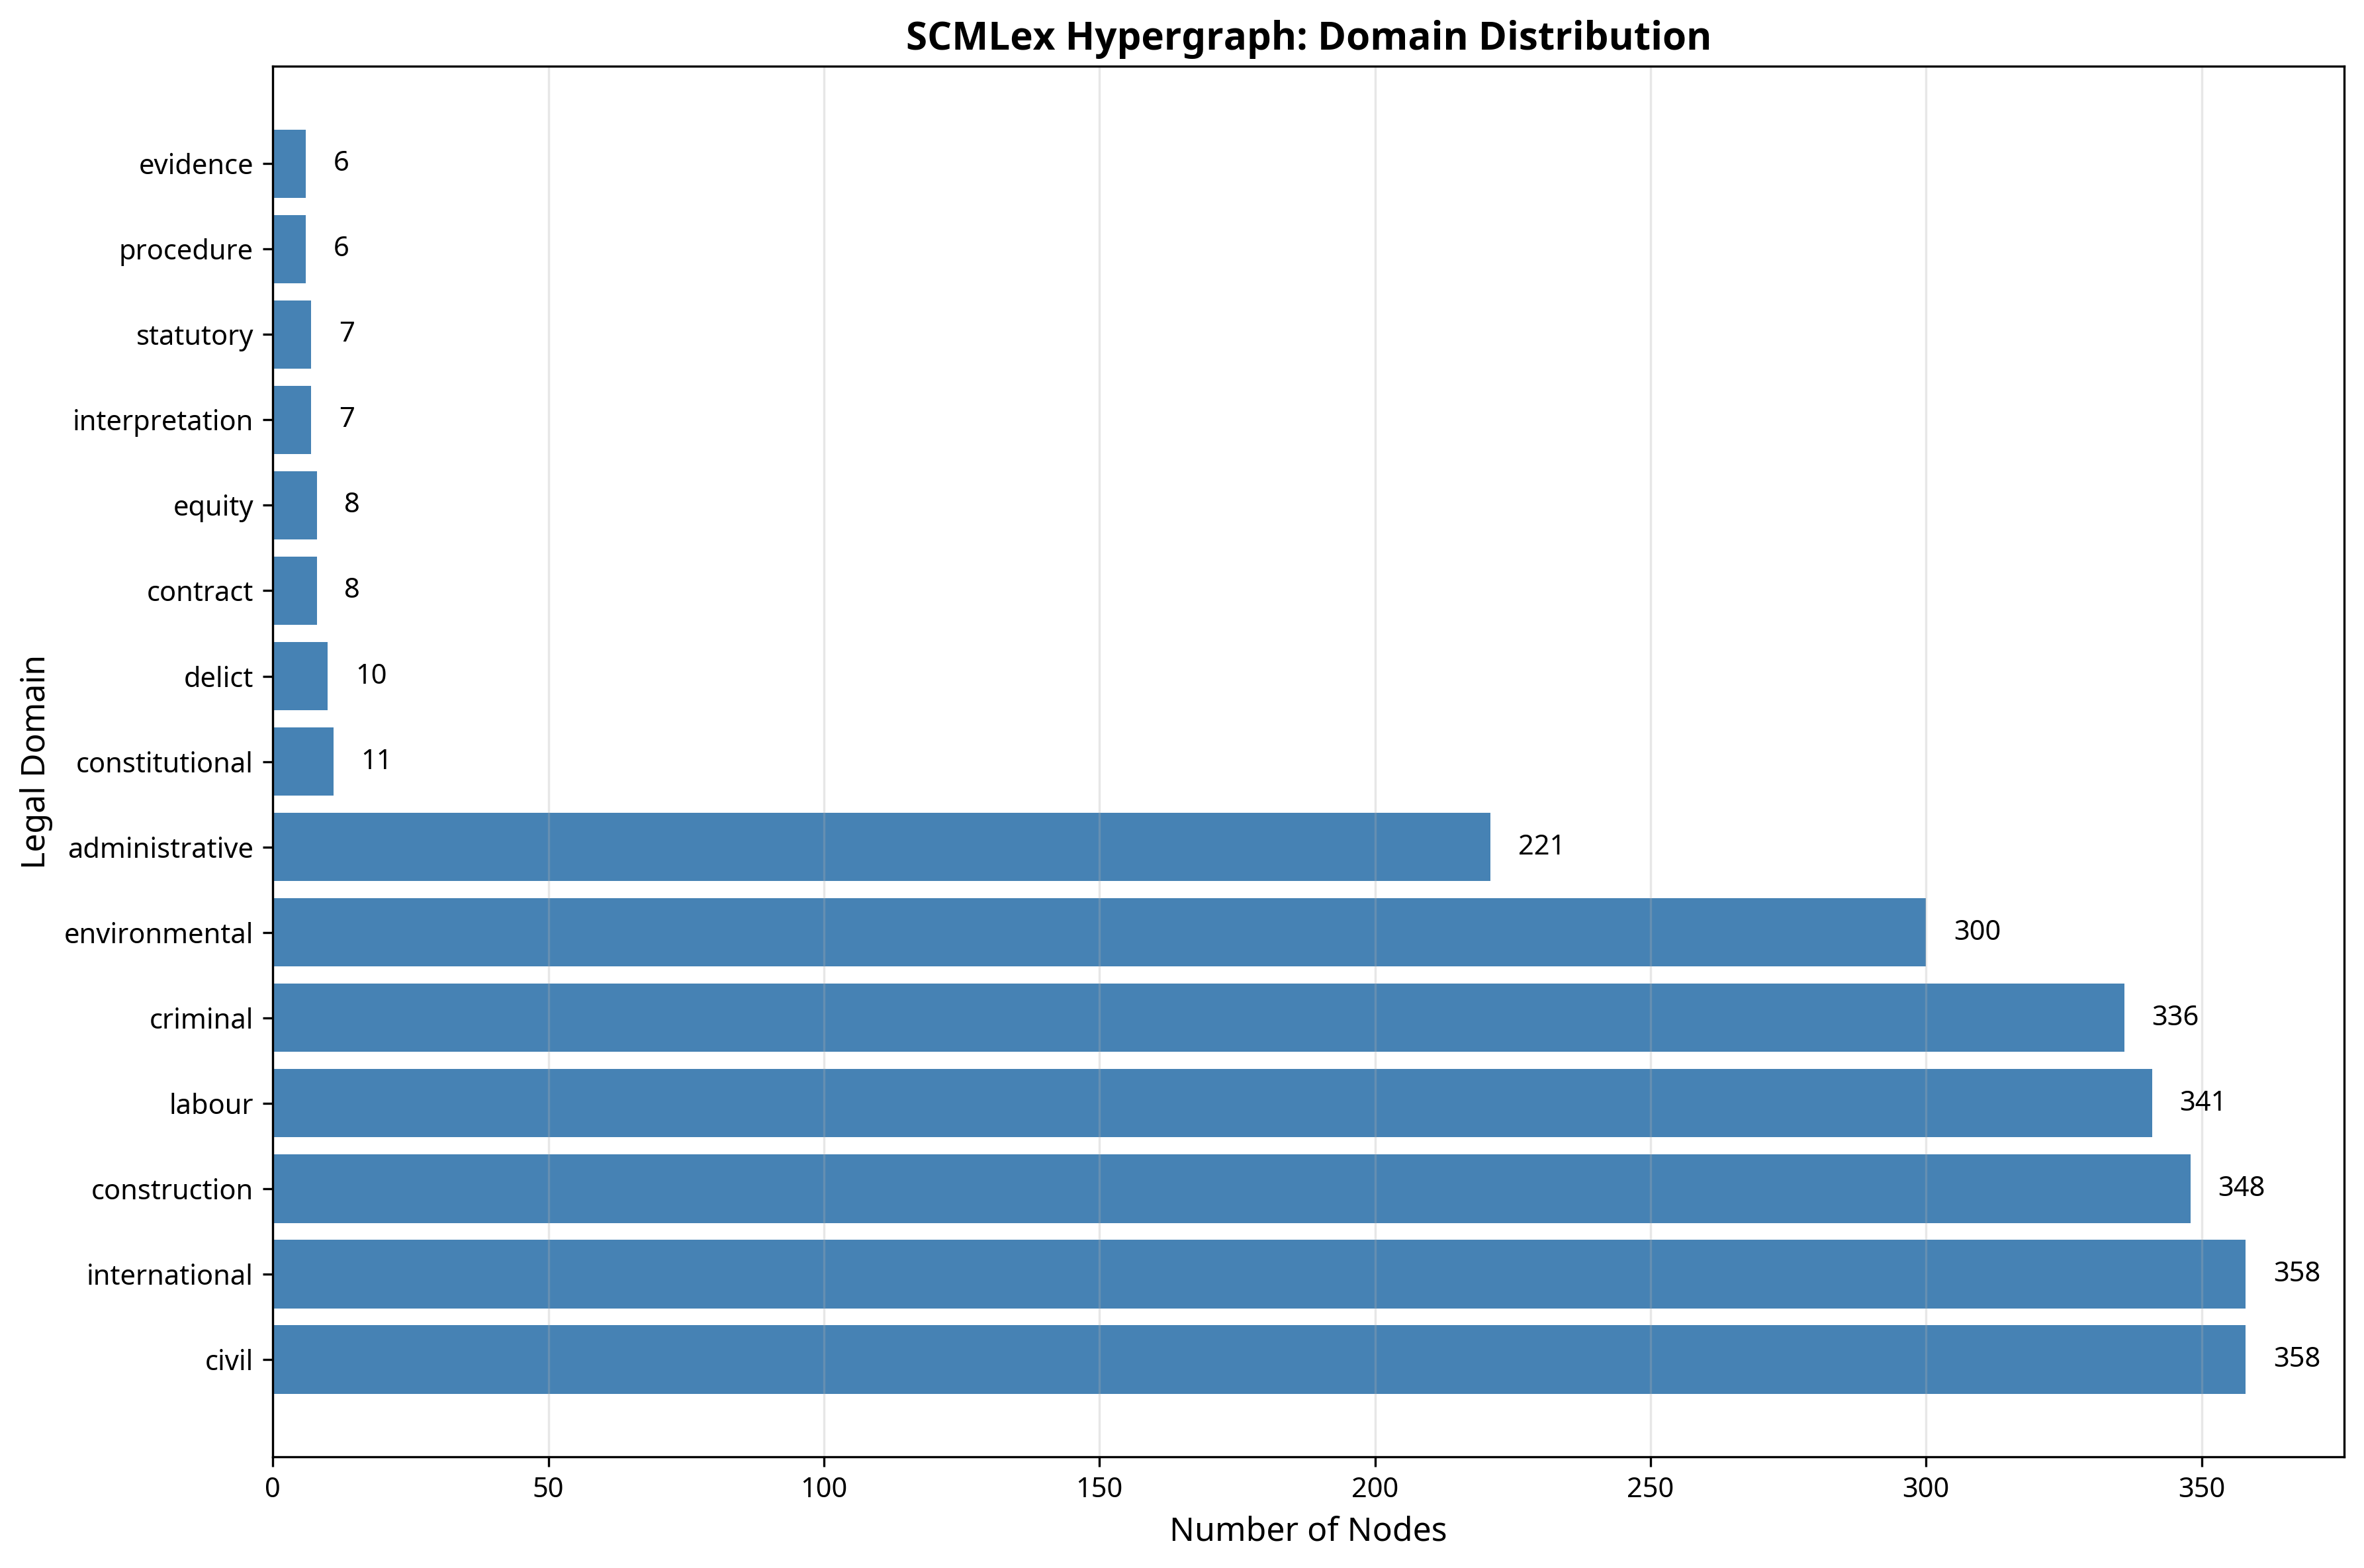 SCMLex Hypergraph: Domain Distribution
Legal Domain
evidence 6
procedure 6
statutory 7
interpretation 7
equity 8
contract 8
delict 10
constitutional 11
administrative 221
environmental 300
criminal 336
labour 341
construction 348
international 358
civil 358
0 50 100 150 200 250 300 350
Number of Nodes